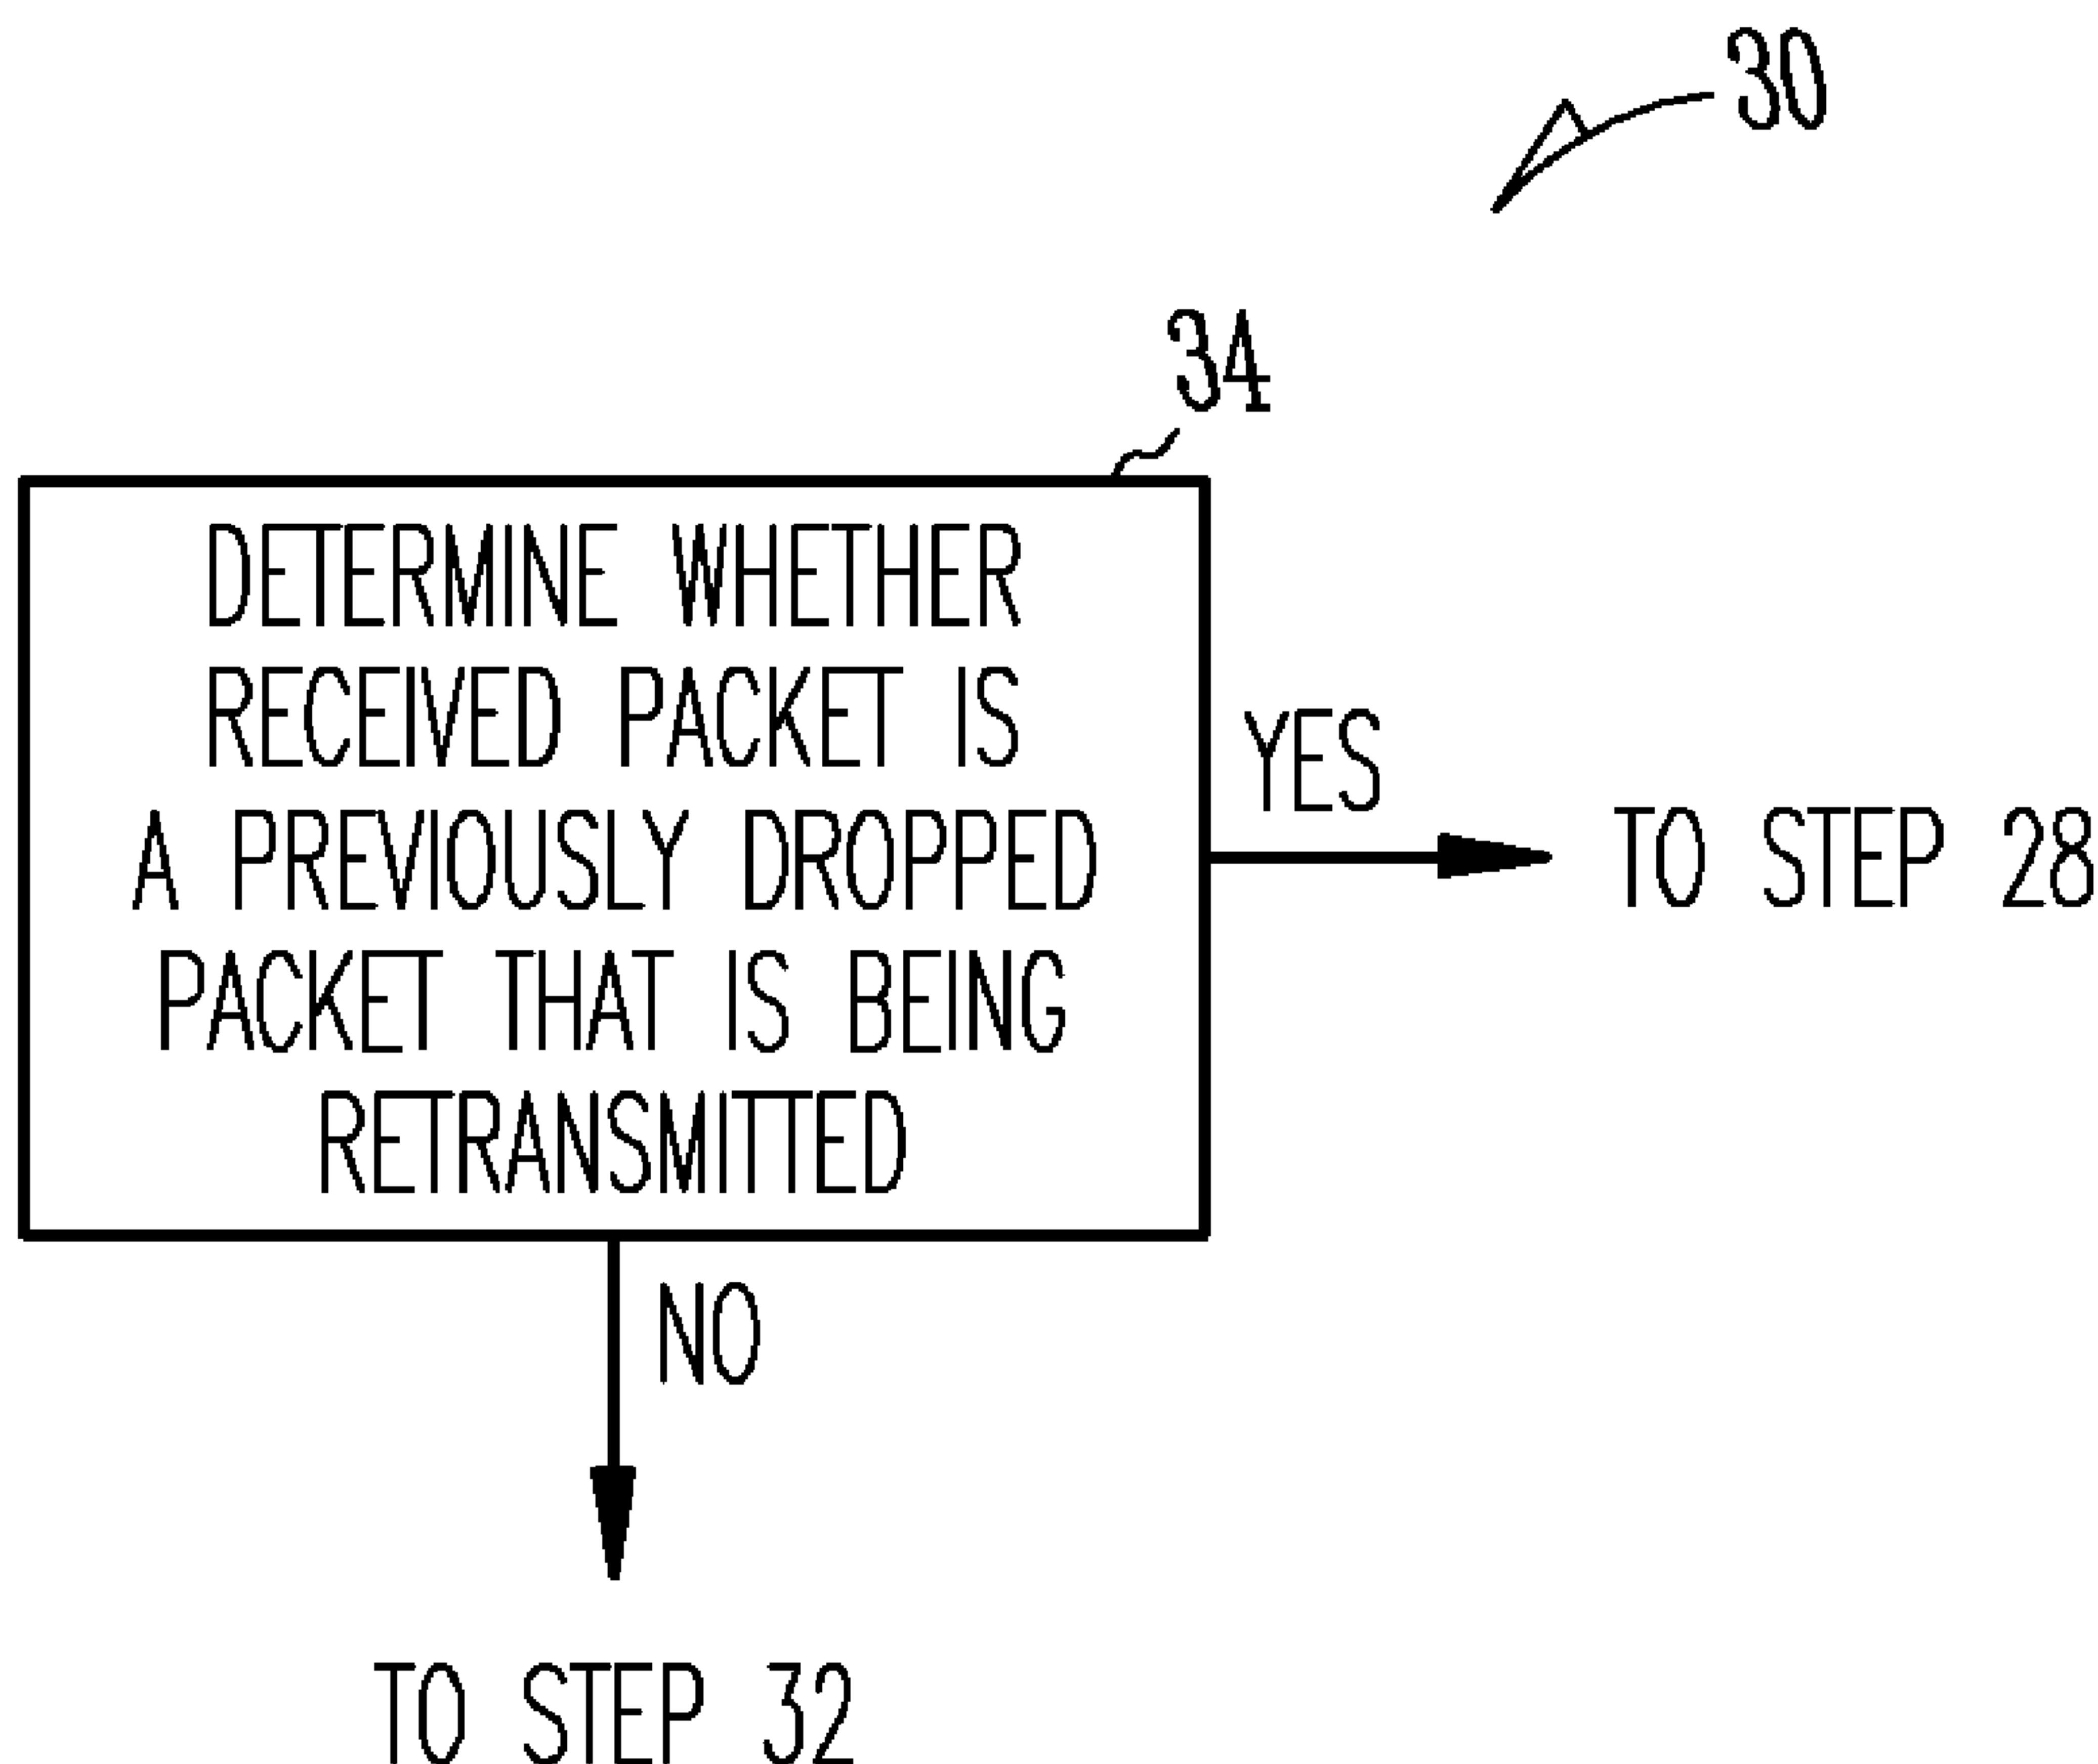 30
34
DETERMINE WHETHER
RECEIVED PACKET IS
A PREVIOUSLY DROPPED
PACKET THAT IS BEING
RETRANSMITTED
YES
TO STEP 28
NO
TO STEP 32